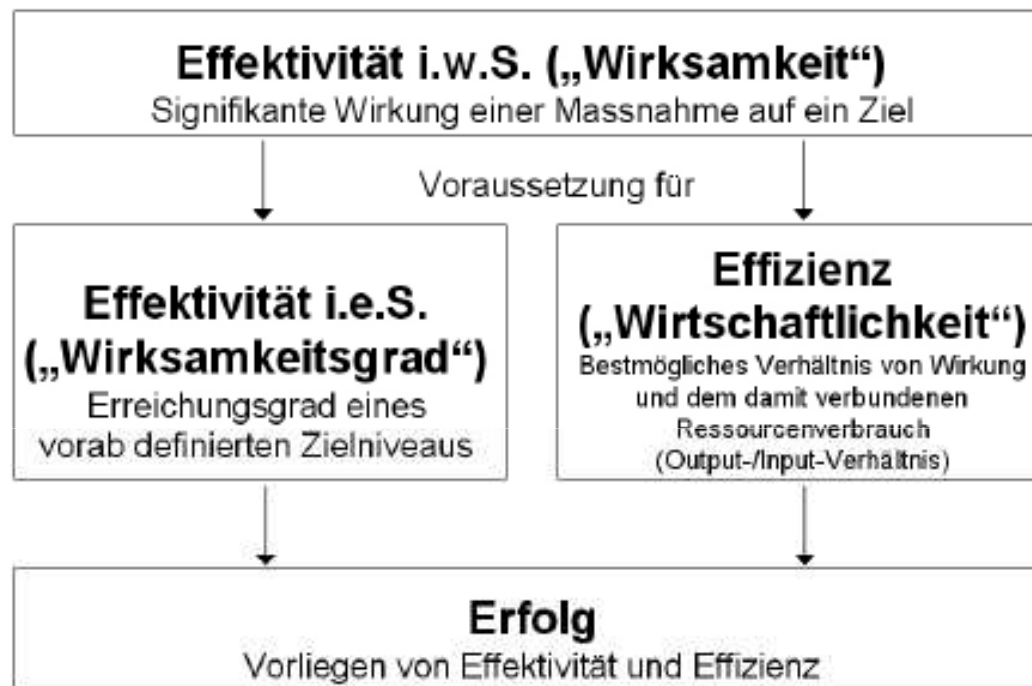 Effektivität i.w.S. („Wirksamkeit“)
Signifikante Wirkung einer Massnahme auf ein Ziel
Voraussetzung für
Effektivität i.e.S.
(„Wirksamkeitsgrad“)
Erreichungsgrad eines
vorab definierten Zielniveaus
Effizienz
(„Wirtschaftlichkeit“)
Bestmögliches Verhältnis von Wirkung
und dem damit verbundenen
Ressourcenverbrauch
(Output-/Input-Verhältnis)
Erfolg
Vorliegen von Effektivität und Effizienz